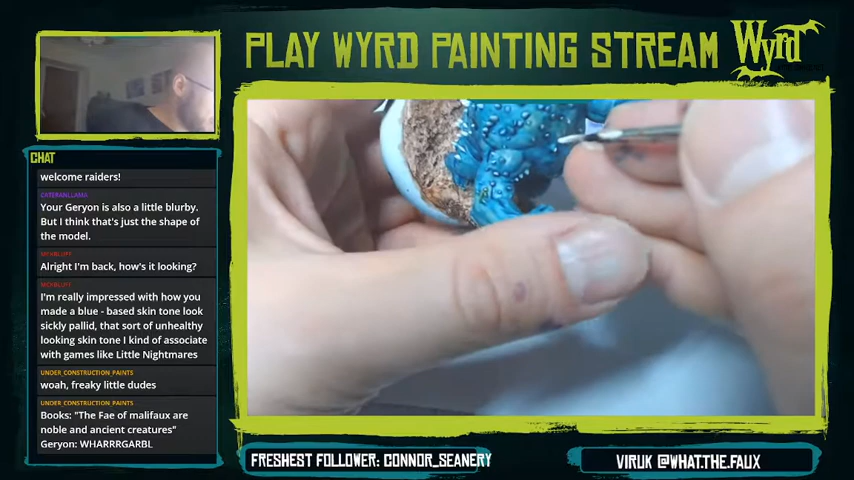 PLAY WYRD PAINTING STREAM
Wyrd
CHAT
welcome raiders!
CATERANLLAMA
Your Geryon is also a little blurby.
But I think that's just the shape of
the model.
Alright I'm back, how's it looking?
I'm really impressed with how you
made a blue - based skin tone look
sickly pallid, that sort of unhealthy
looking skin tone I kind of associate
with games like Little Nightmares
UNDER_CONSTRUCTION_PAINTS
woah, freaky little dudes
UNDER_CONSTRUCTION_PAINTS
Books: "The Fae of malifaux are
noble and ancient creatures"
Geryon: WHARRRGARBL
FRESHEST FOLLOWER: CONNOR_SEANERY
VIRUK @WHAT.THE.FAUX